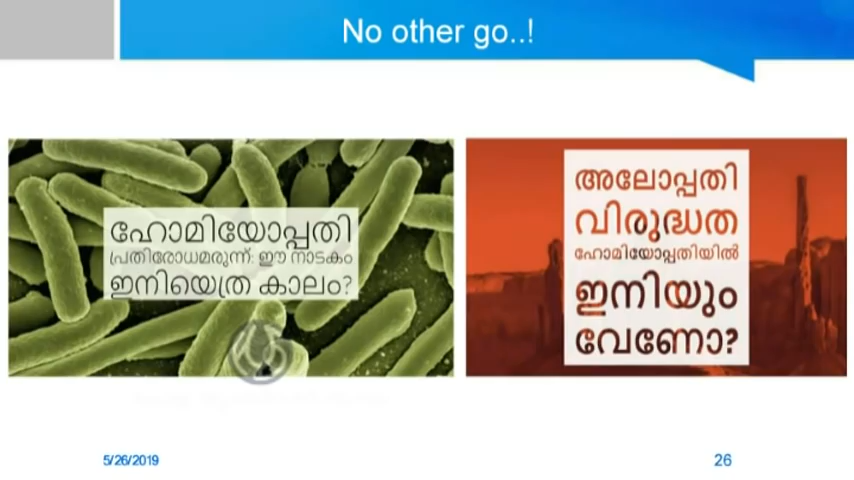 No other go..!
ഹോമിയോപ്പതി
പ്രതിരോധമരുന്ന്: ഈ നാടകം
ഇനിയെത്ര കാലം?
അലോപ്പതി
വിരുദ്ധത
ഹോമിയോപ്പതിയിൽ
ഇനിയും
വേണോ?
5/26/2019
26